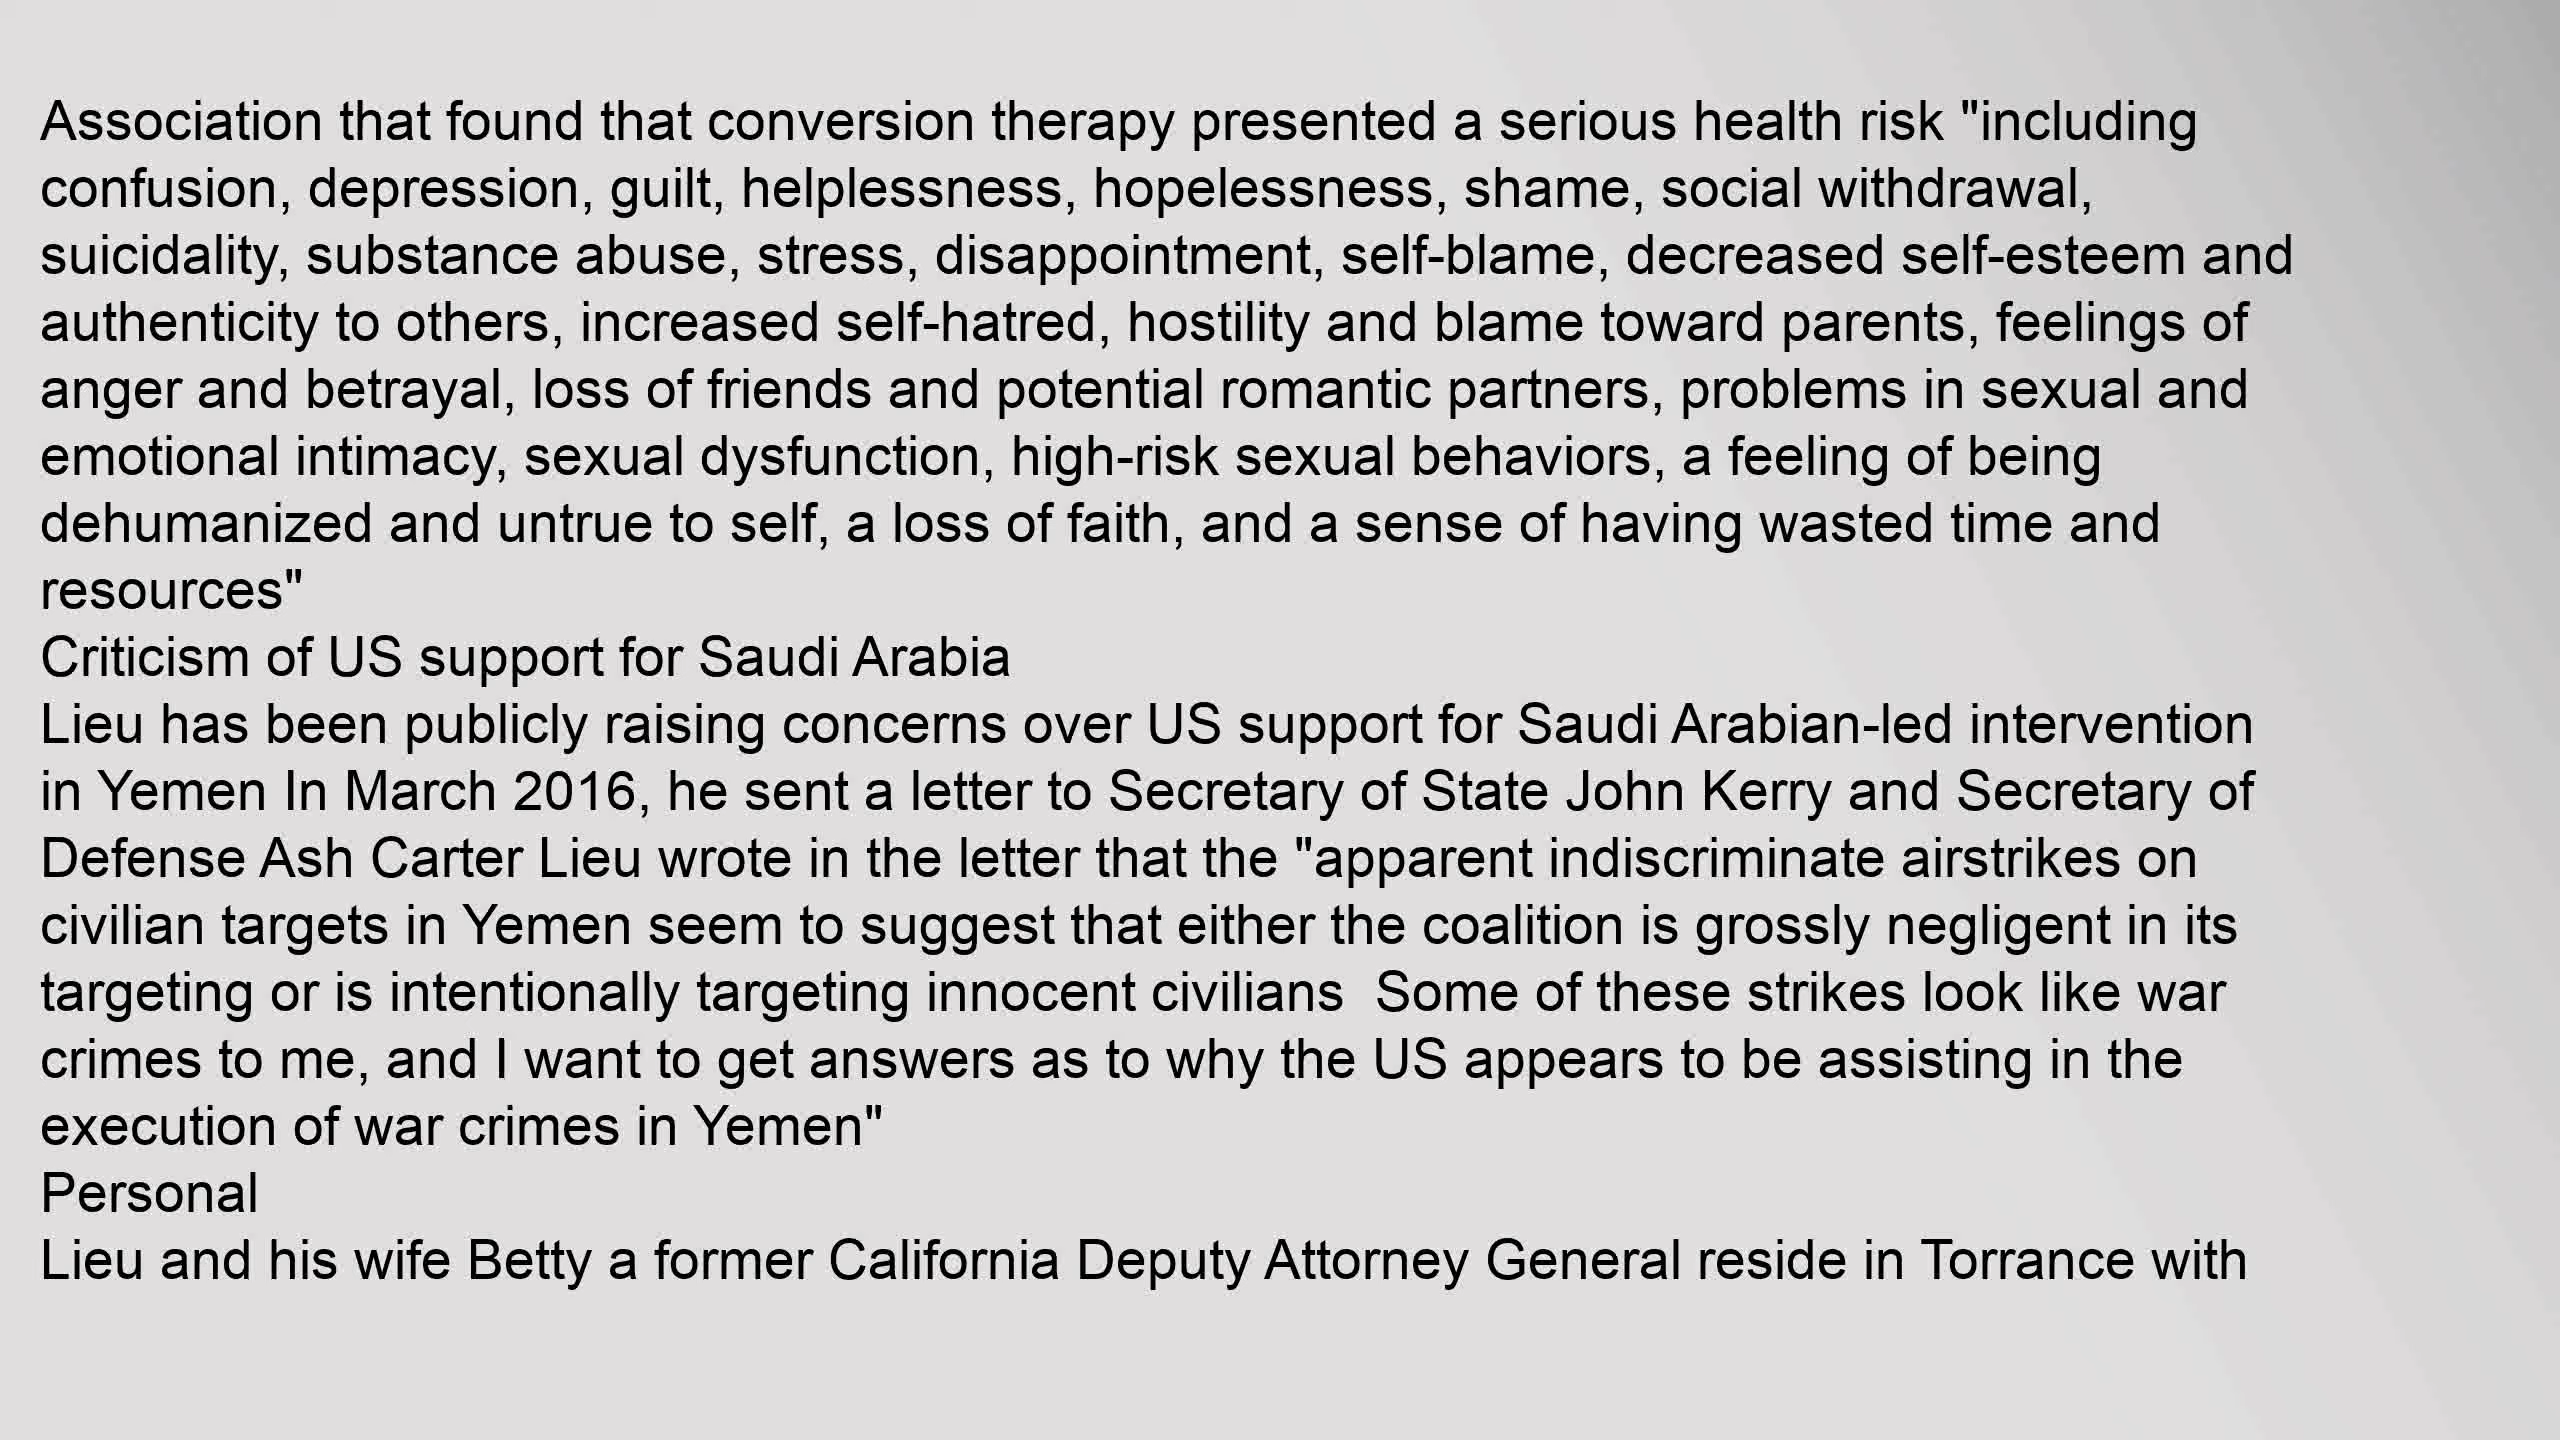 Association that found that conversion therapy presented a serious health risk "including
confusion, depression, guilt, helplessness, hopelessness, shame, social withdrawal,
suicidality, substance abuse, stress, disappointment, self-blame, decreased self-esteem and
authenticity to others, increased self-hatred, hostility and blame toward parents, feelings of
anger and betrayal, loss of friends and potential romantic partners, problems in sexual and
emotional intimacy, sexual dysfunction, high-risk sexual behaviors, a feeling of being
dehumanized and untrue to self, a loss of faith, and a sense of having wasted time and
resources"
Criticism of US support for Saudi Arabia
Lieu has been publicly raising concerns over US support for Saudi Arabian-led intervention
in Yemen In March 2016, he sent a letter to Secretary of State John Kerry and Secretary of
Defense Ash Carter Lieu wrote in the letter that the "apparent indiscriminate airstrikes on
civilian targets in Yemen seem to suggest that either the coalition is grossly negligent in its
targeting or is intentionally targeting innocent civilians  Some of these strikes look like war
crimes to me, and I want to get answers as to why the US appears to be assisting in the
execution of war crimes in Yemen"
Personal
Lieu and his wife Betty a former California Deputy Attorney General reside in Torrance with